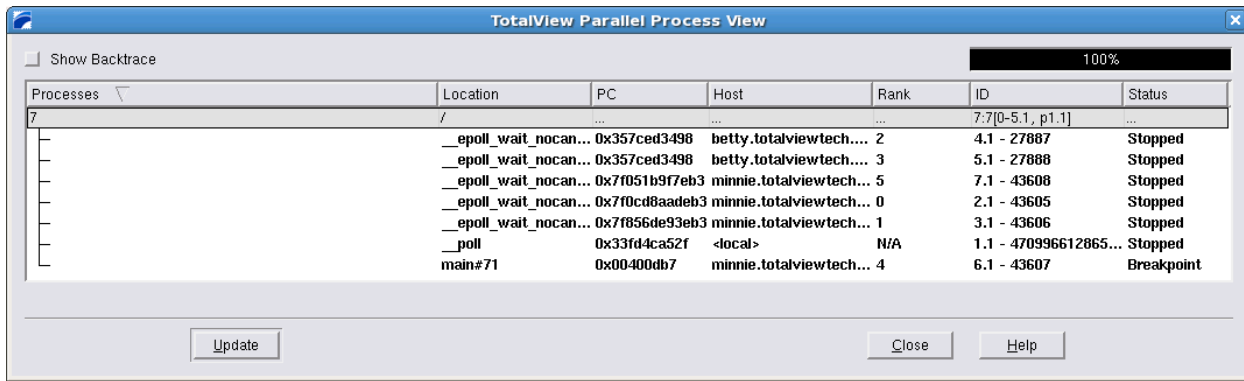 TotalView Parallel Process View
Show Backtrace 100%
Processes Location PC Host Rank ID Status
7 / ... ... ... 7:7[0-5.1, p1.1] ...
__epoll_wait_nocan... 0x357ced3498 betty.totalviewtech.... 2 4.1 - 27887 Stopped
__epoll_wait_nocan... 0x357ced3498 betty.totalviewtech.... 3 5.1 - 27888 Stopped
__epoll_wait_nocan... 0x7f051b9f7eb3 minnie.totalviewtech... 5 7.1 - 43608 Stopped
__epoll_wait_nocan... 0x7f0cd8aadeb3 minnie.totalviewtech... 0 2.1 - 43605 Stopped
__epoll_wait_nocan... 0x7f856de93eb3 minnie.totalviewtech... 1 3.1 - 43606 Stopped
__poll 0x33fd4ca52f <local> N/A 1.1 - 470996612865... Stopped
main#71 0x00400db7 minnie.totalviewtech... 4 6.1 - 43607 Breakpoint
Update Close Help